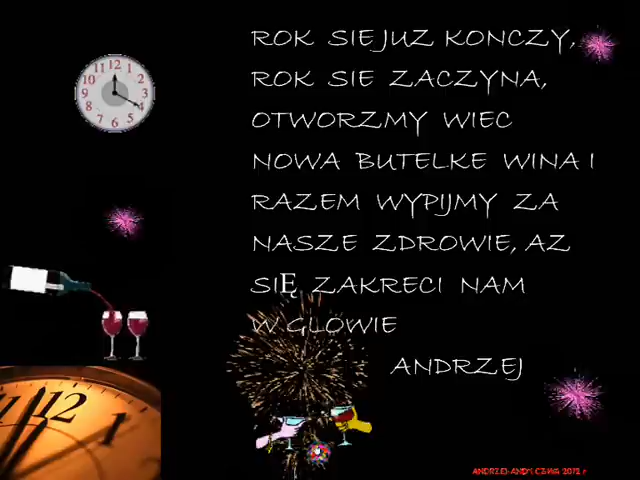 ROK SIE JUZ KONCZY,
ROK SIE ZACZYNA,
OTWORZMY WIEC
NOWA BUTELKE WINA I
RAZEM WYPIJMY ZA
NASZE ZDROWIE, AZ
SIĘ ZAKRECI NAM
W GLOWIE
ANDRZEJ